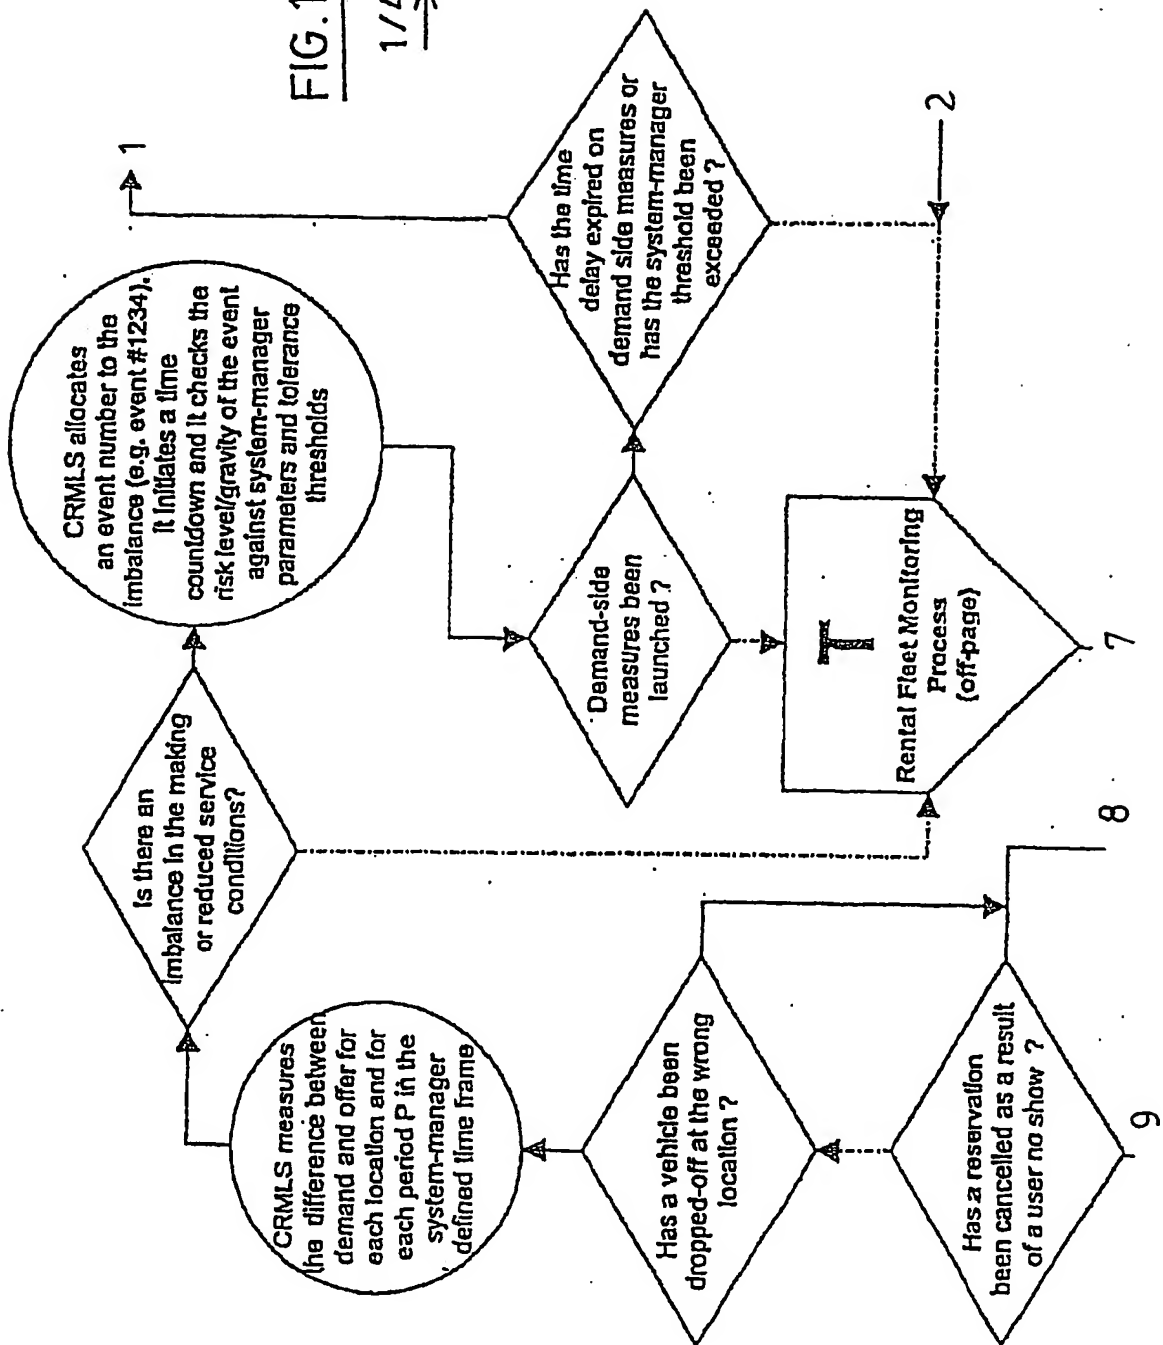 FIG.1
1/4
1
CRMLS allocates
an event number to the
imbalance (e.g. event #1234).
It initiates a time
countdown and it checks the
risk level/gravity of the event
against system-manager
parameters and tolerance
thresholds
Has the time
delay expired on
demand side measures or
has the system-manager
threshold been
exceeded ?
2
Is there an
imbalance in the making
or reduced service
conditions?
Demand-side
measures been
launched ?
T
Rental Fleet Monitoring
Process
(off-page)
7
CRMLS measures
the difference between
demand and offer for
each location and for
each period P in the
system-manager
defined time frame
Has a vehicle been
dropped-off at the wrong
location ?
8
Has a reservation
been cancelled as a result
of a user no show ?
9